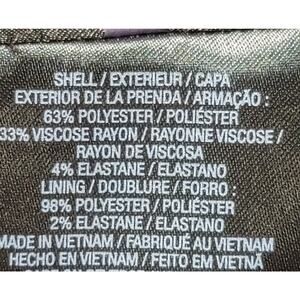 SHELL / EXTERIEUR / CAPA
EXTERIOR DE LA PRENDA / ARMAÇÃO :
63% POLYESTER / POLIÉSTER
33% VISCOSE RAYON / RAYONNE VISCOSE /
RAYON DE VISCOSA
4% ELASTANE / ELASTANO
LINING / DOUBLURE / FORRO :
98% POLYESTER / POLIÉSTER
2% ELASTANE / ELASTANO
MADE IN VIETNAM / FABRIQUÉ AU VIETNAM
HECHO EN VIETNAM / FEITO EM VIETNÃ